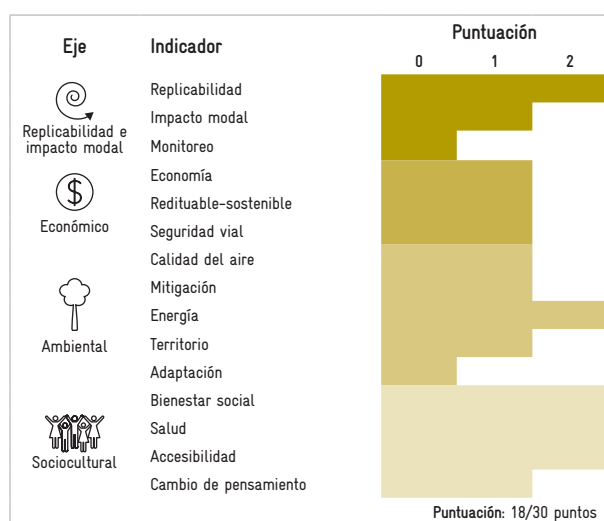 Eje
Indicador
Puntuación
0 1 2
Replicabilidad e
impacto modal
Replicabilidad
Impacto modal
Monitoreo
$
Económico
Economía
Redituable-sostenible
Seguridad vial
Ambiental
Calidad del aire
Mitigación
Energía
Territorio
Adaptación
Sociocultural
Bienestar social
Salud
Accesibilidad
Cambio de pensamiento
Puntuación: 18/30 puntos